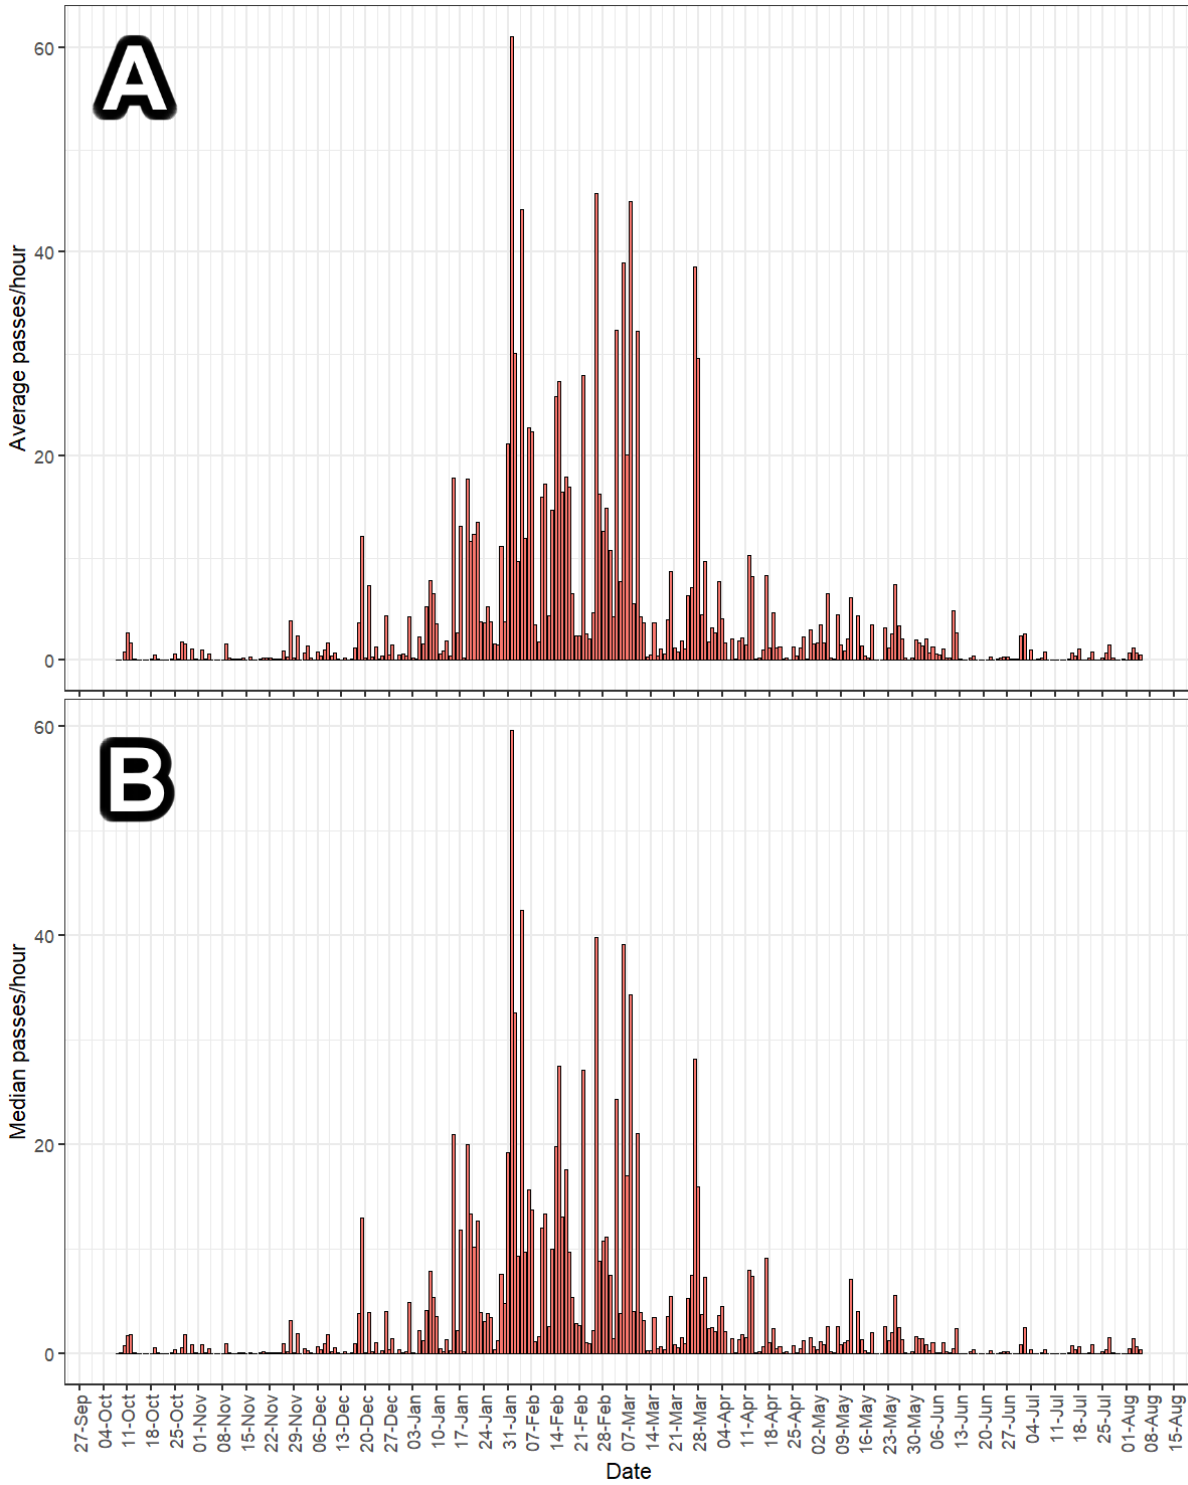 A
Average passes/hour
60
40
20
0
B
Median passes/hour
60
40
20
0
27-Sep
04-Oct
11-Oct
18-Oct
25-Oct
01-Nov
08-Nov
15-Nov
22-Nov
29-Nov
06-Dec
13-Dec
20-Dec
27-Dec
03-Jan
10-Jan
17-Jan
24-Jan
31-Jan
07-Feb
14-Feb
21-Feb
28-Feb
07-Mar
14-Mar
21-Mar
28-Mar
04-Apr
11-Apr
18-Apr
25-Apr
02-May
09-May
16-May
23-May
30-May
06-Jun
13-Jun
20-Jun
27-Jun
04-Jul
11-Jul
18-Jul
25-Jul
01-Aug
08-Aug
15-Aug
Date